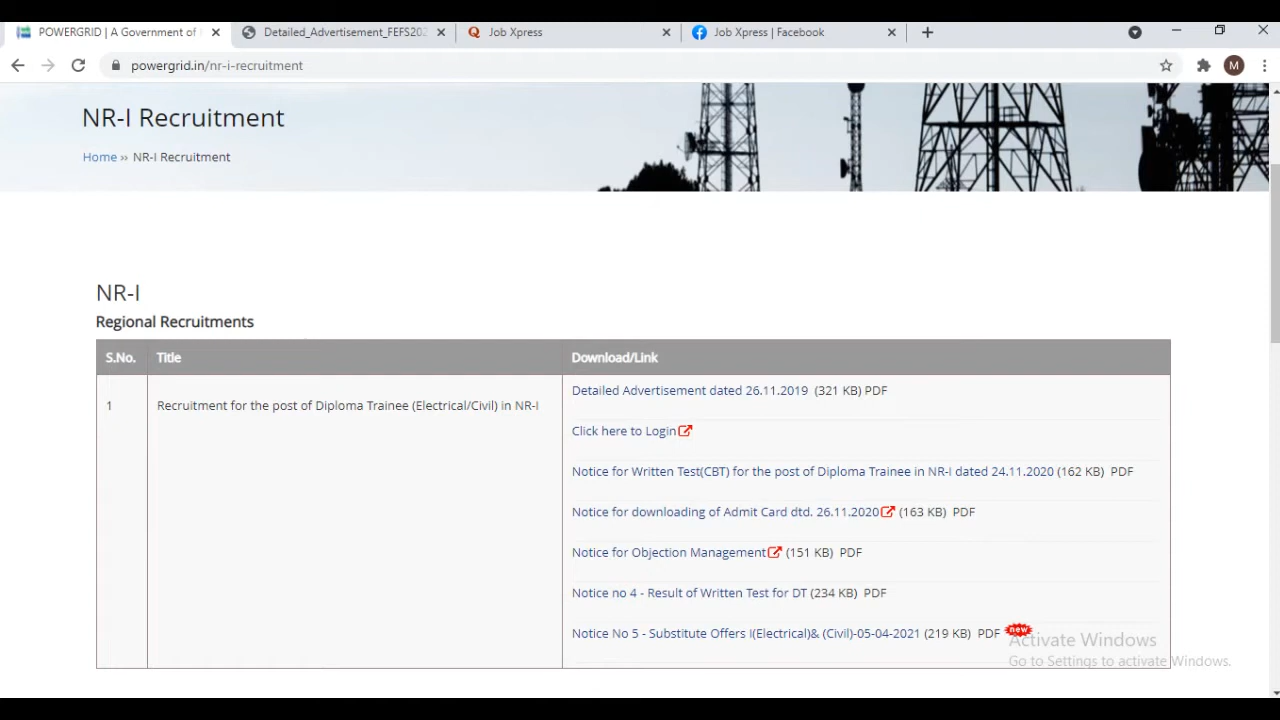 POWERGRID | A Government of
Detailed_Advertisement_FEFS202
Job Xpress
Job Xpress | Facebook
powergrid.in/nr-i-recruitment
M
NR-I Recruitment
Home » NR-I Recruitment
NR-I
Regional Recruitments
S.No. Title Download/Link
1 Recruitment for the post of Diploma Trainee (Electrical/Civil) in NR-I
Detailed Advertisement dated 26.11.2019 (321 KB) PDF
Click here to Login
Notice for Written Test(CBT) for the post of Diploma Trainee in NR-I dated 24.11.2020 (162 KB) PDF
Notice for downloading of Admit Card dtd. 26.11.2020 (163 KB) PDF
Notice for Objection Management (151 KB) PDF
Notice no 4 - Result of Written Test for DT (234 KB) PDF
Notice No 5 - Substitute Offers i(Electrical)& (Civil)-05-04-2021 (219 KB) PDF new
Activate Windows
Go to Settings to activate Windows.